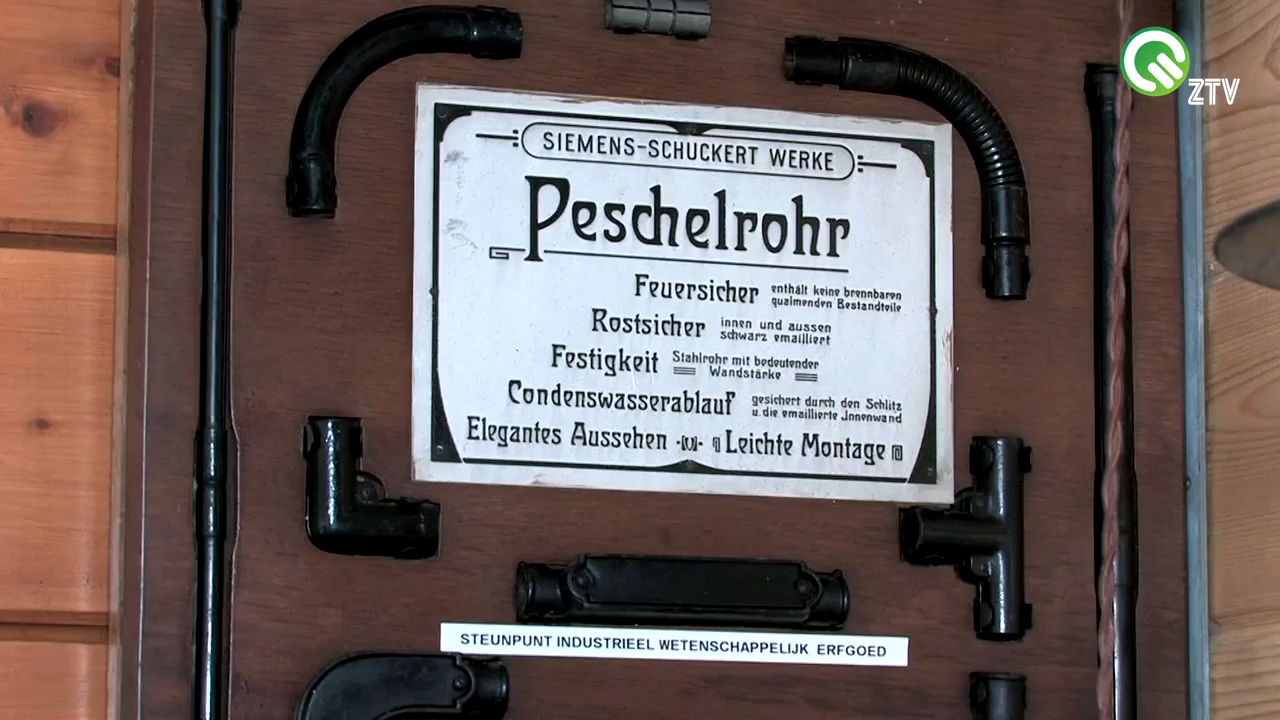 ZTV
SIEMENS-SCHUCKERT WERKE
Peschelrohr
Feuersicher enthält keine brennbaren
qualmenden Bestandteile
Rostsicher innen und aussen
schwarz emailliert
Festigkeit Stahlrohr mit bedeutender
Wandstärke
Condenswasserablauf gesichert durch den Schlitz
u. die emaillierte Jnnenwand
Elegantes Aussehen Leichte Montage
STEUNPUNT INDUSTRIEEL WETENSCHAPPELIJK ERFGOED